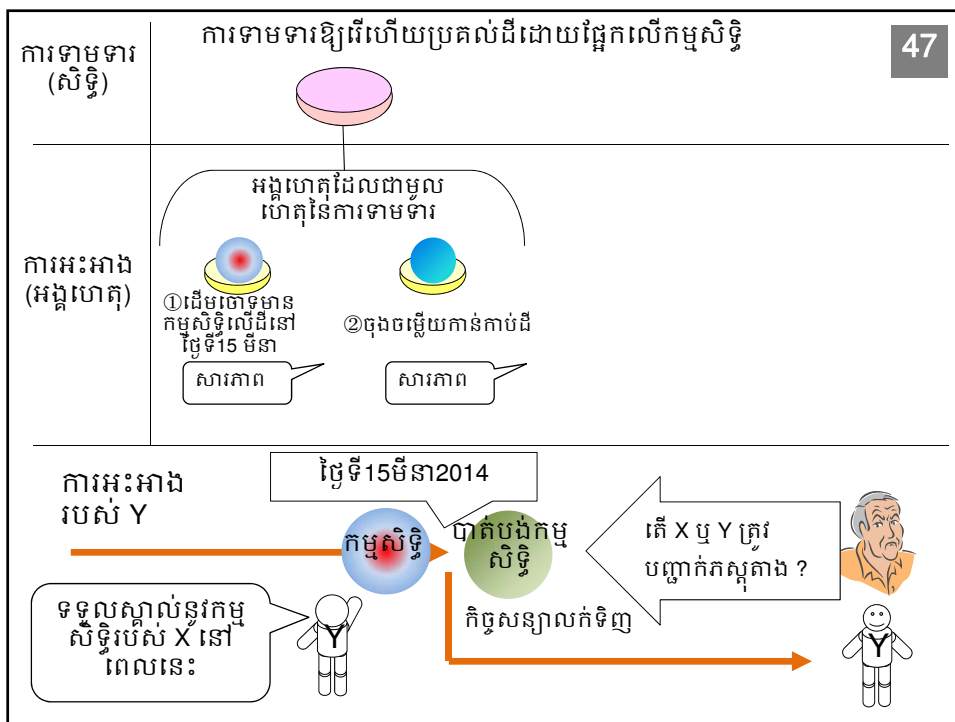 ការទាមទារ
(សិទ្ធិ)
ការទាមទារឱ្យរើហើយប្រគល់ដីដោយផ្អែកលើកម្មសិទ្ធិ
47
ការអះអាង
(អង្គហេតុ)
អង្គហេតុដែលជាមូល
ហេតុនៃការទាមទារ
①ដើមចោទមាន
កម្មសិទ្ធិលើដីនៅ
ថ្ងៃទី15 មីនា
②ចុងចម្លើយកាន់កាប់ដី
សារភាព
សារភាព
ការអះអាង
របស់ Y
ថ្ងៃទី15មីនា2014
កម្មសិទ្ធិ
បាត់បង់កម្ម
សិទ្ធិ
តើ X ឬ Y ត្រូវ
បញ្ជាក់ភស្តុតាង ?
កិច្ចសន្យាលក់ទិញ
ទទួលស្គាល់នូវកម្ម
សិទ្ធិរបស់ X នៅ
ពេលនេះ
Y
Y